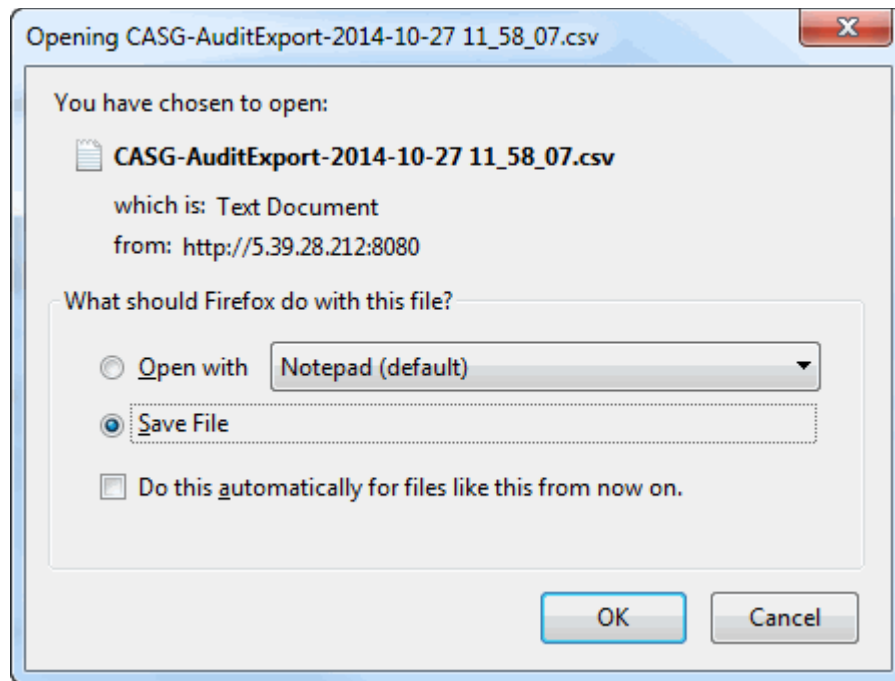 Opening CASG-AuditExport-2014-10-27 11_58_07.csv
You have chosen to open:
CASG-AuditExport-2014-10-27 11_58_07.csv
which is: Text Document
from: http://5.39.28.212:8080
What should Firefox do with this file?
Open with Notepad (default)
Save File
Do this automatically for files like this from now on.
OK Cancel